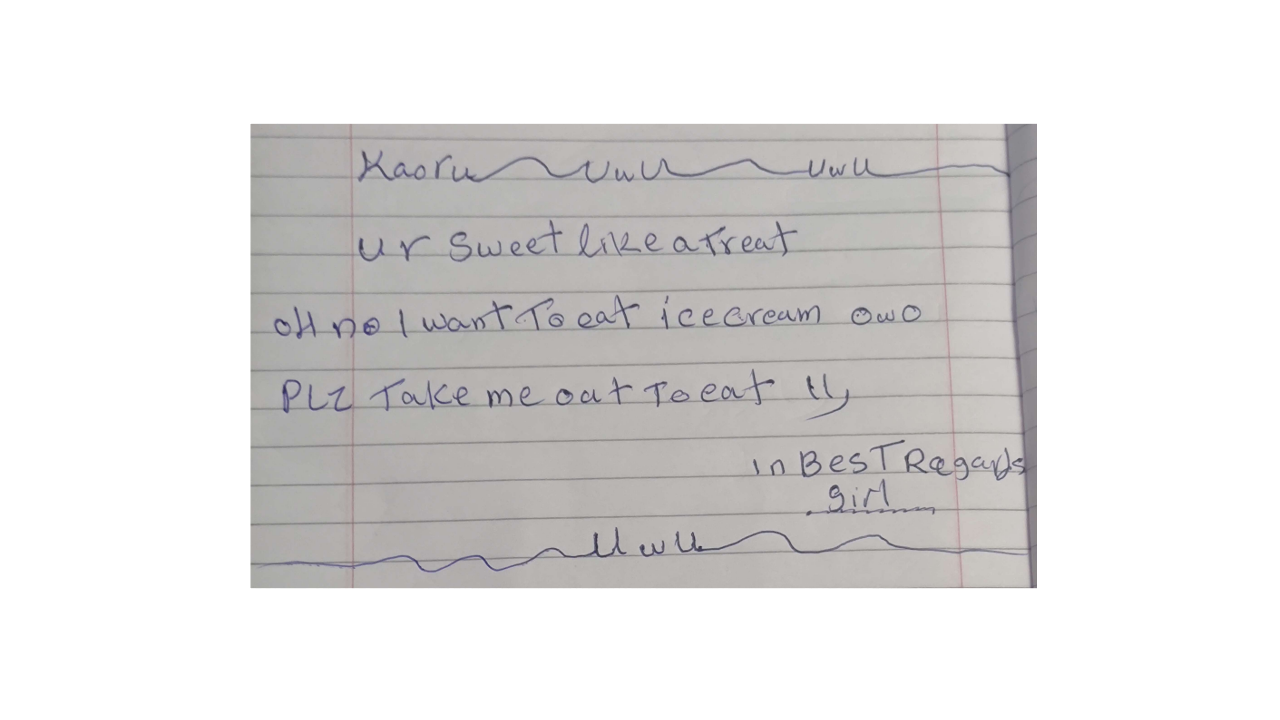 Kaoru UwU UwU
ur sweet like a Treat
oH no I want To eat icecream owo
PLZ Take me out To eat !!,
in BesT Regards
girl
UwU